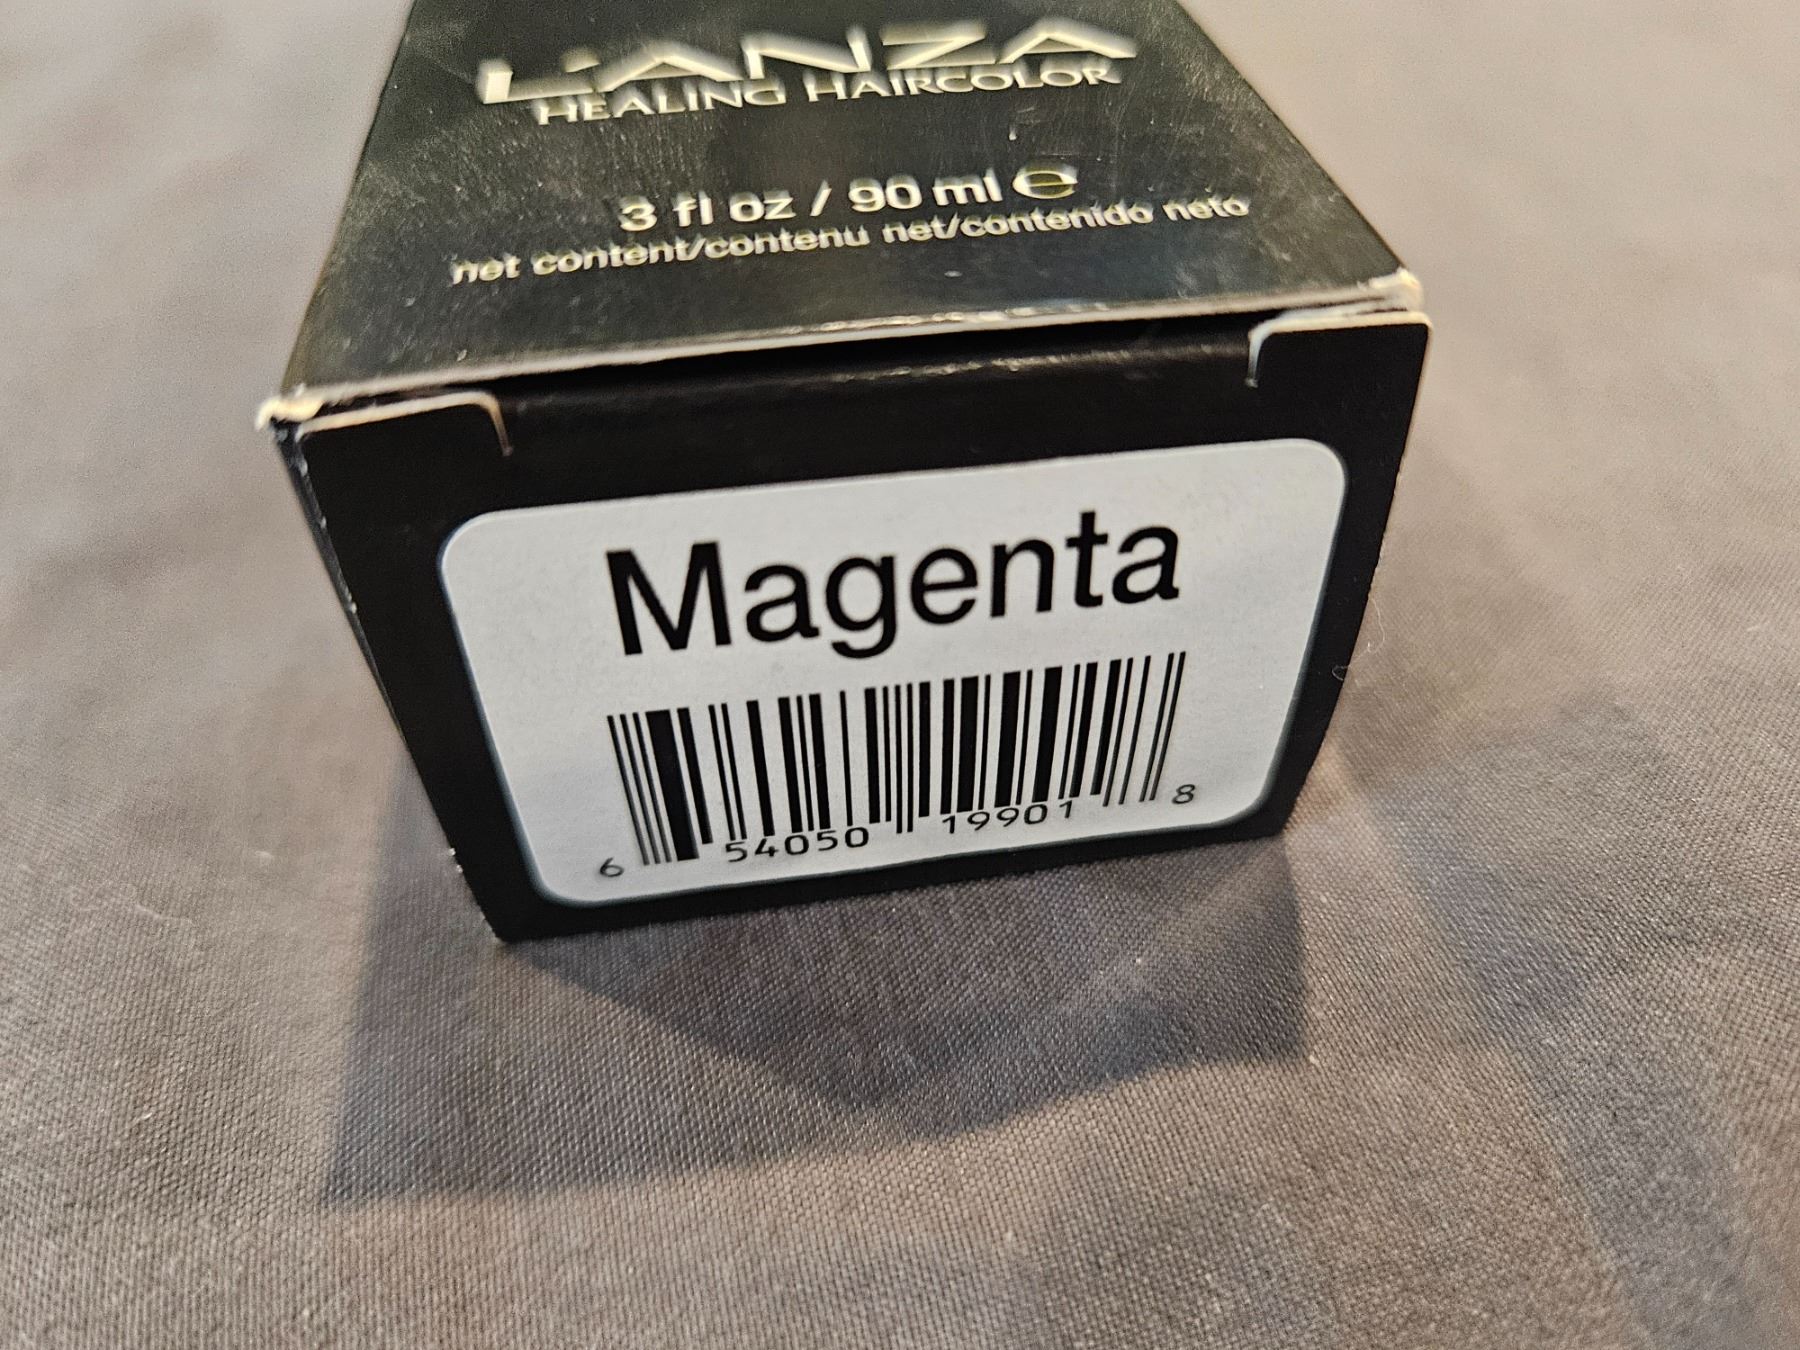 L'ANZA
HEALING HAIRCOLOR
3 fl oz / 90 ml ℮
net content/contenu net/contenido neto
Magenta
6 54050 19901 8